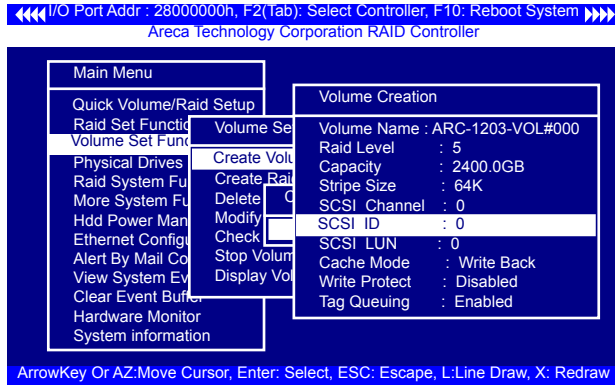 I/O Port Addr : 28000000h, F2(Tab): Select Controller, F10: Reboot System
Areca Technology Corporation RAID Controller
Main Menu
Quick Volume/Raid Setup
Raid Set Functio
Volume Set Func
Physical Drives
Raid System Fu
More System Fu
Hdd Power Man
Ethernet Configu
Alert By Mail Co
View System Ev
Clear Event Buffer
Hardware Monitor
System information
Volume Se
Create Volu
Create Raid
Delete
Modify
Check
Stop Volum
Display Vol
C
Volume Creation
Volume Name : ARC-1203-VOL#000
Raid Level : 5
Capacity : 2400.0GB
Stripe Size : 64K
SCSI Channel : 0
SCSI ID : 0
SCSI LUN : 0
Cache Mode : Write Back
Write Protect : Disabled
Tag Queuing : Enabled
ArrowKey Or AZ:Move Cursor, Enter: Select, ESC: Escape, L:Line Draw, X: Redraw